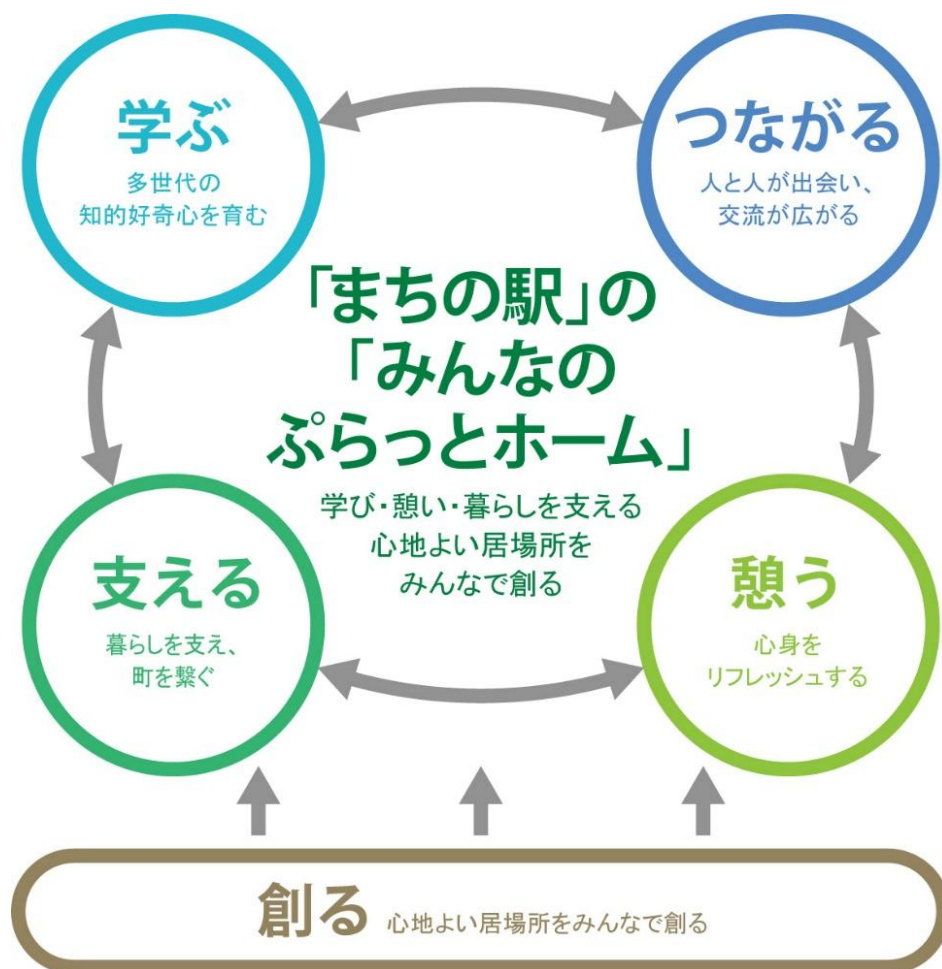 学ぶ
多世代の
知的好奇心を育む
つながる
人と人が出会い、
交流が広がる
「まちの駅」の
「みんなの
ぷらっとホーム」
学び・憩い・暮らしを支える
心地よい居場所を
みんなで創る
支える
暮らしを支え、
町を繋ぐ
憩う
心身を
リフレッシュする
創る 心地よい居場所をみんなで創る